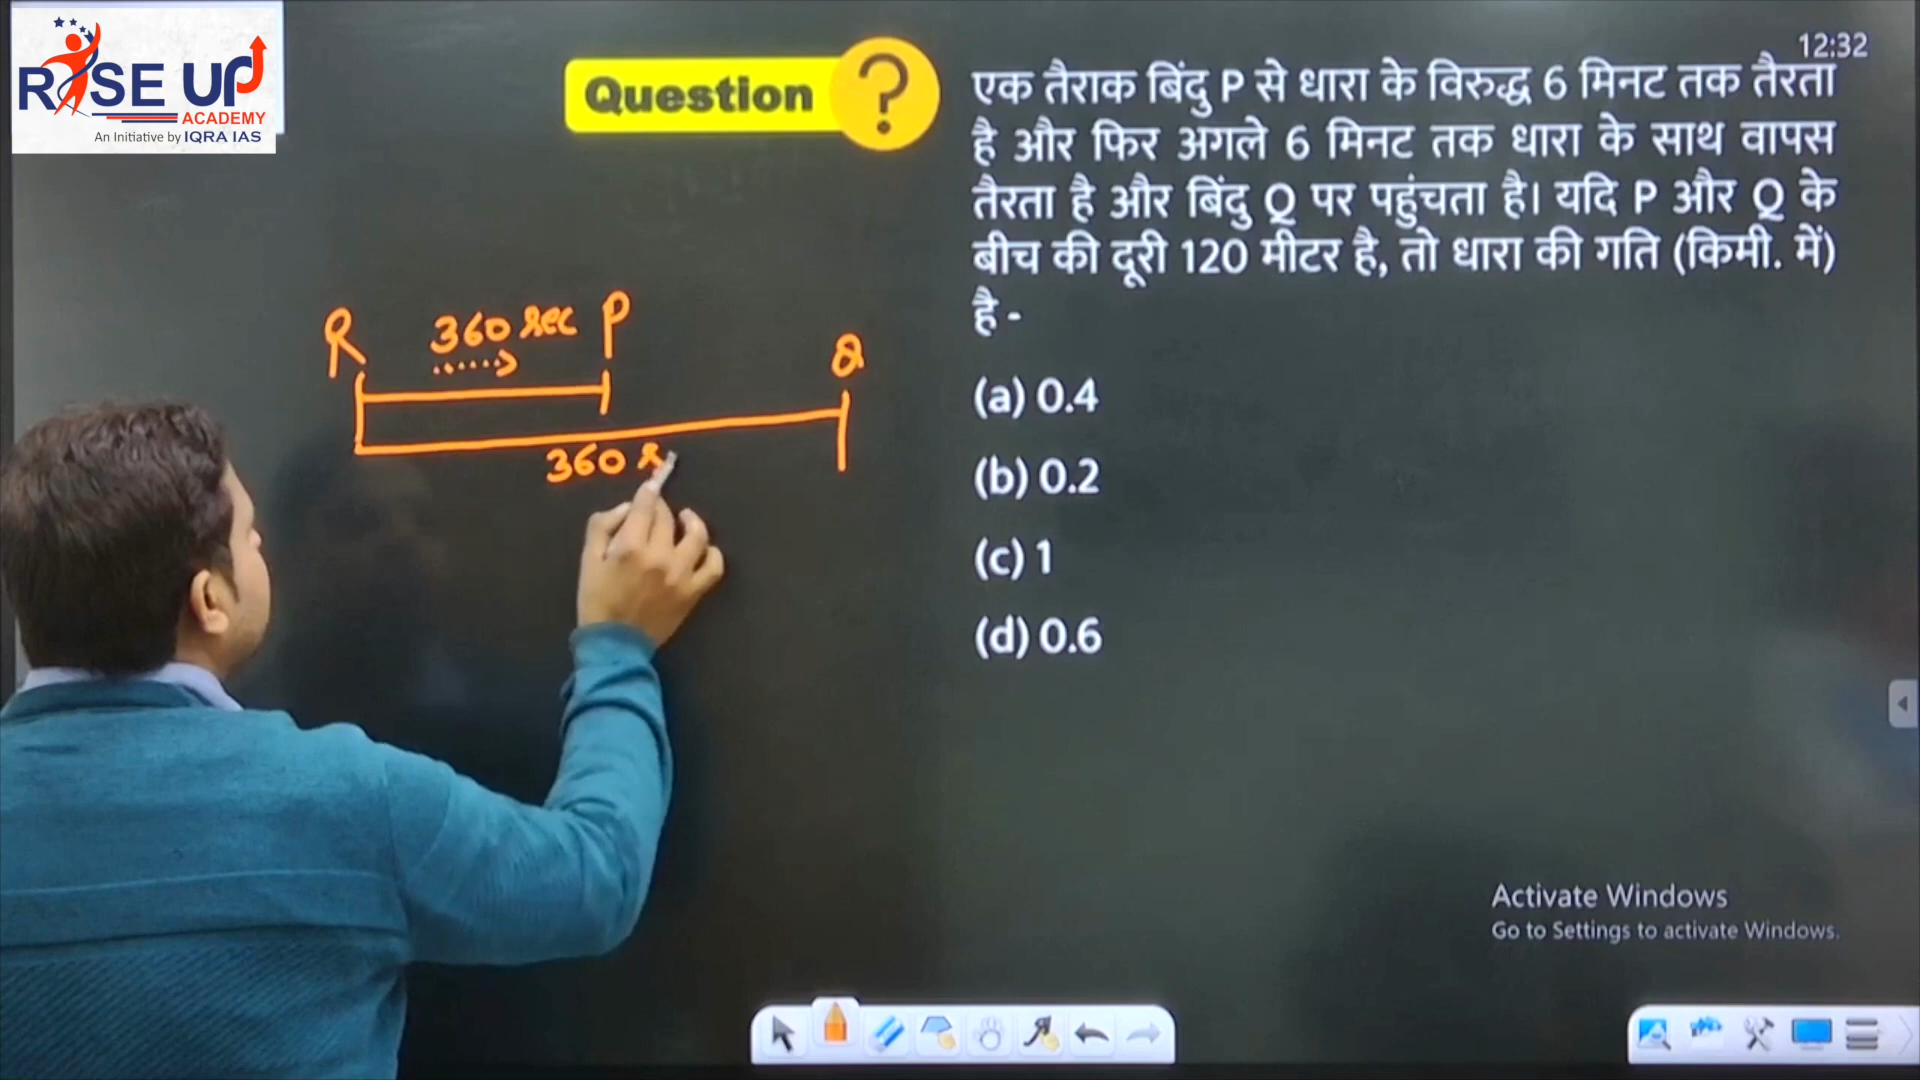 RISE UP
ACADEMY
An Initiative by IQRA IAS
Question ?
12:32
एक तैराक बिंदु P से धारा के विरुद्ध 6 मिनट तक तैरता
है और फिर अगले 6 मिनट तक धारा के साथ वापस
तैरता है और बिंदु Q पर पहुंचता है। यदि P और Q के
बीच की दूरी 120 मीटर है, तो धारा की गति (किमी. में)
है -
(a) 0.4
(b) 0.2
(c) 1
(d) 0.6
R 360 sec P
Q
360 s
Activate Windows
Go to Settings to activate Windows.